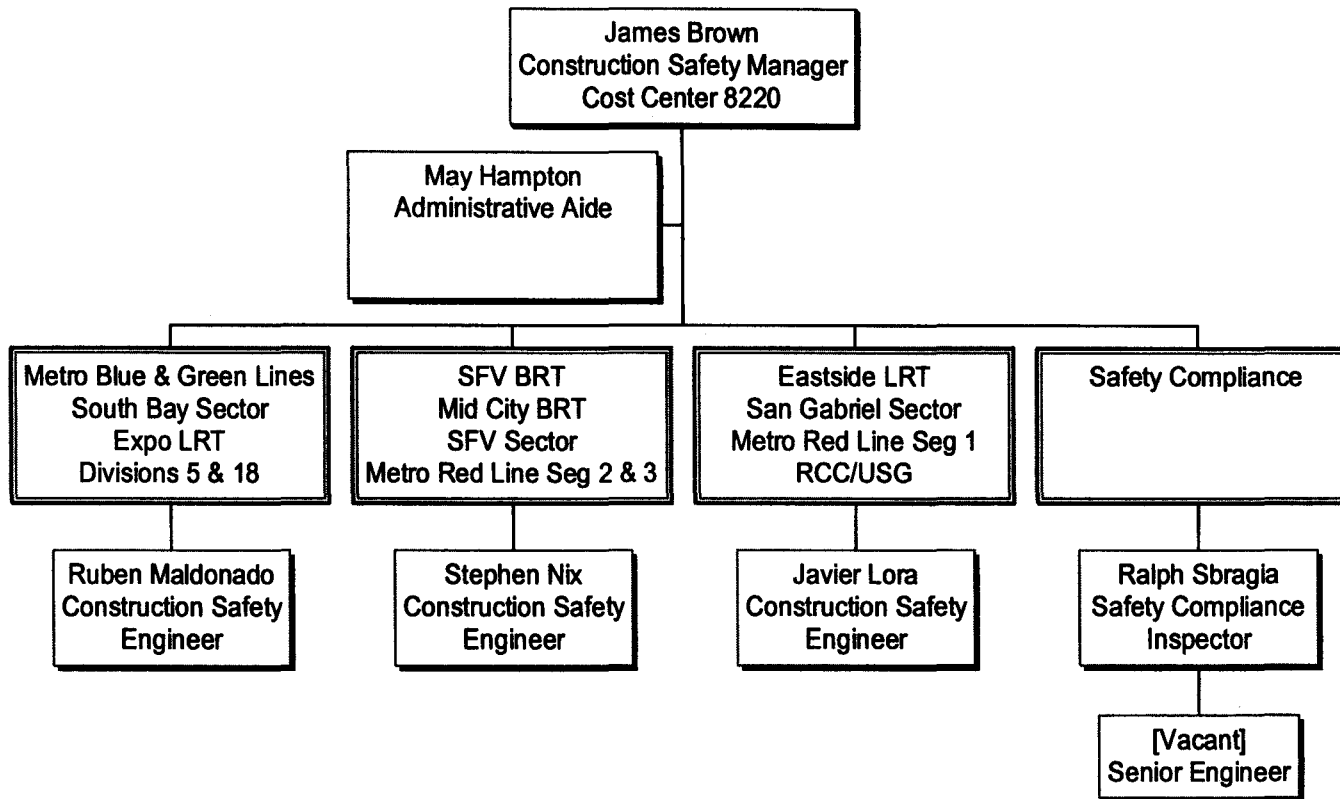 James Brown
Construction Safety Manager
Cost Center 8220
May Hampton
Administrative Aide
Metro Blue & Green Lines
South Bay Sector
Expo LRT
Divisions 5 & 18
SFV BRT
Mid City BRT
SFV Sector
Metro Red Line Seg 2 & 3
Eastside LRT
San Gabriel Sector
Metro Red Line Seg 1
RCC/USG
Safety Compliance
Ruben Maldonado
Construction Safety
Engineer
Stephen Nix
Construction Safety
Engineer
Javier Lora
Construction Safety
Engineer
Ralph Sbragia
Safety Compliance
Inspector
[Vacant]
Senior Engineer